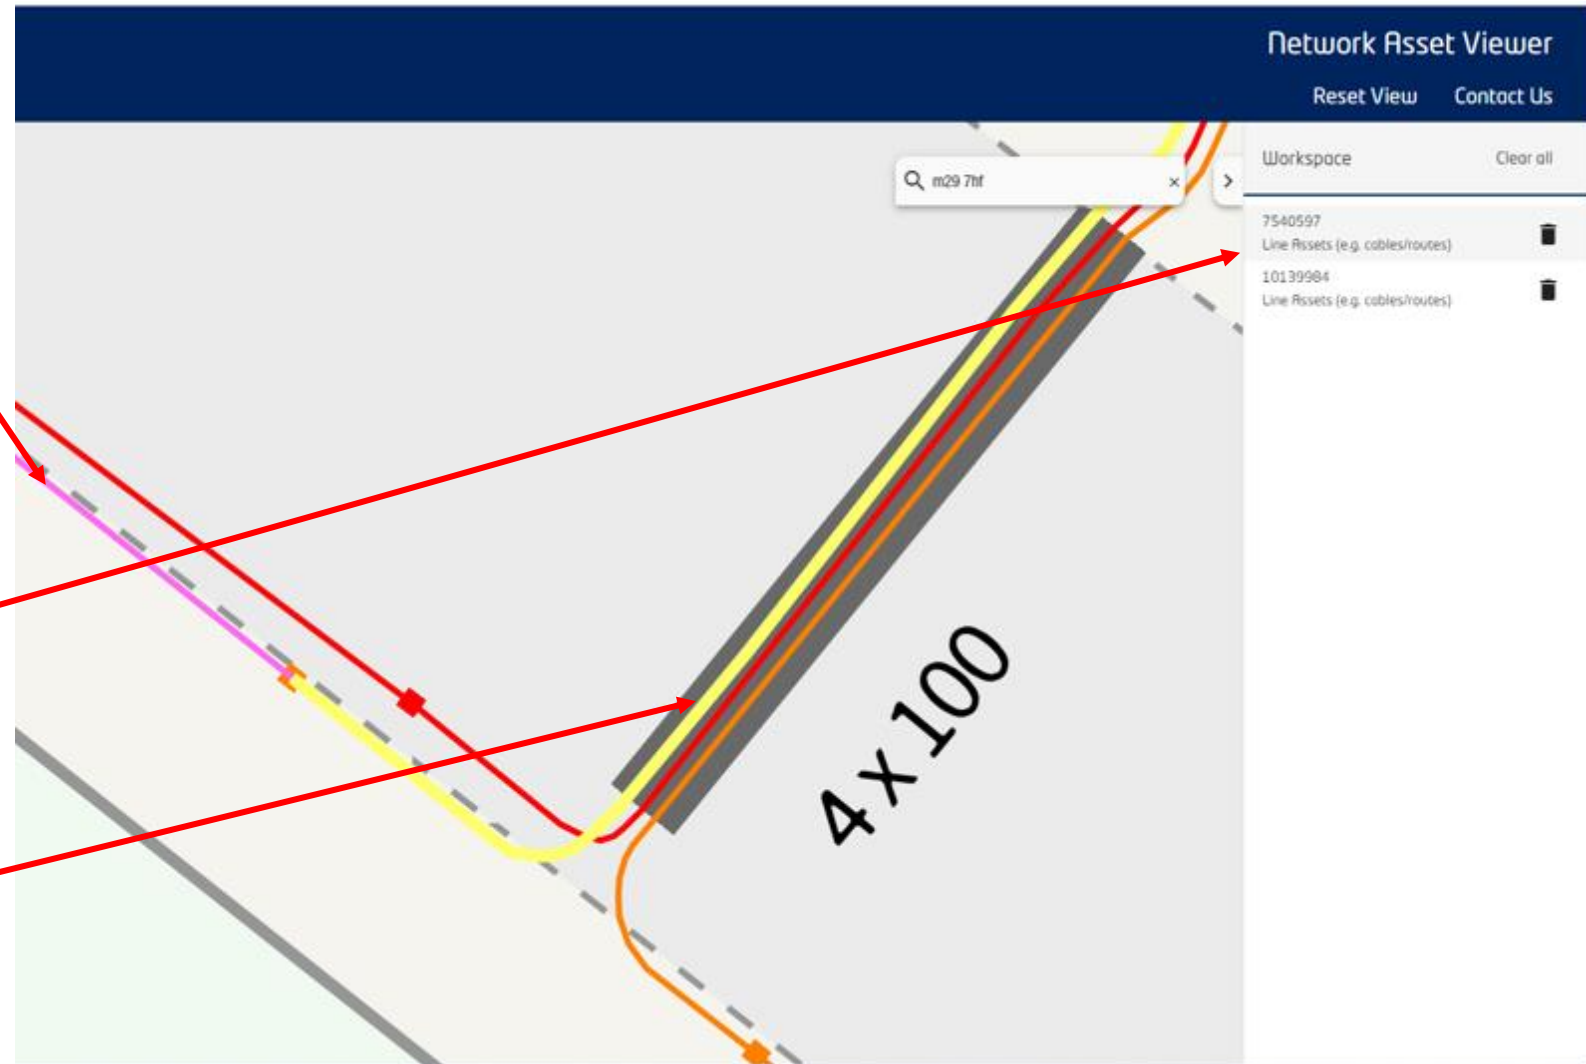 Network Asset Viewer
Reset View Contact Us
m29 7hf
Workspace Clear all
7540597
Line Assets (e.g. cables/routes)
10139984
Line Assets (e.g. cables/routes)
4 x 100